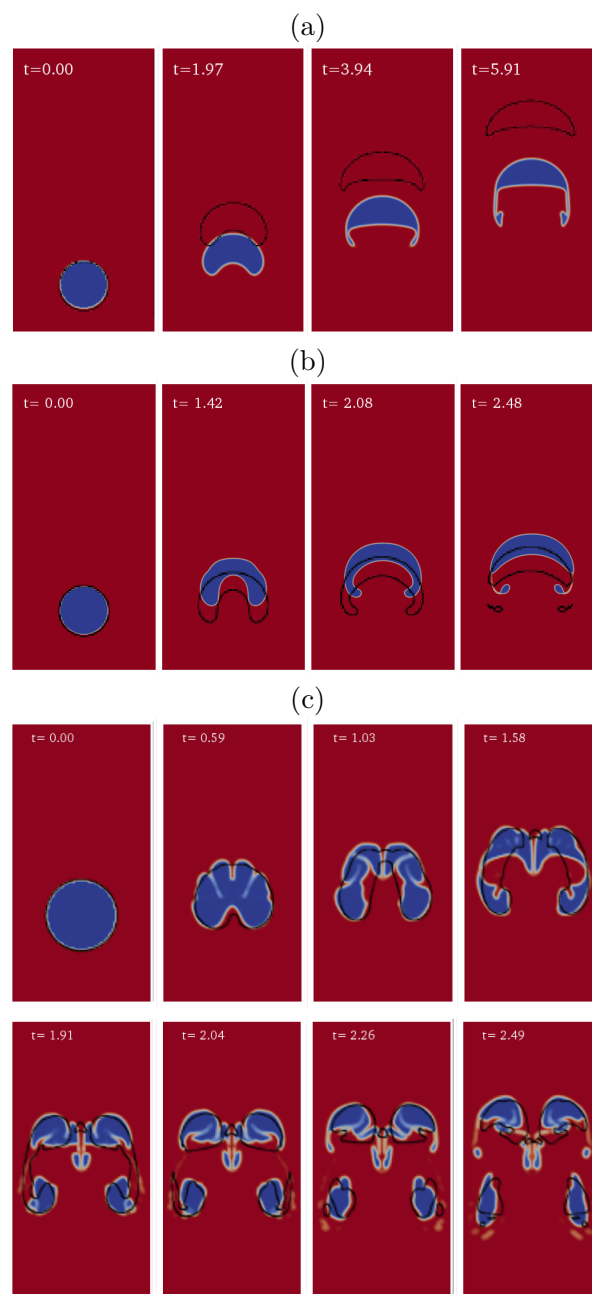 (a)
t=0.00 t=1.97 t=3.94 t=5.91
(b)
t= 0.00 t= 1.42 t= 2.08 t= 2.48
(c)
t= 0.00 t= 0.59 t= 1.03 t= 1.58
t= 1.91 t= 2.04 t= 2.26 t= 2.49